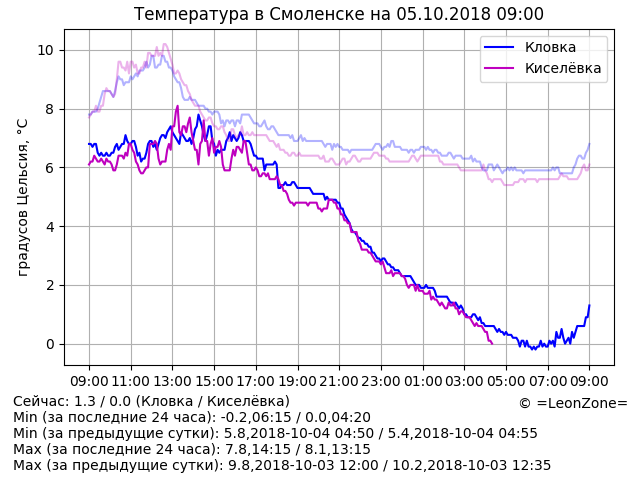 Температура в Смоленске на 05.10.2018 09:00
Кловка
Киселёвка
градусов Цельсия, °C
10
8
6
4
2
0
09:00 11:00 13:00 15:00 17:00 19:00 21:00 23:00 01:00 03:00 05:00 07:00 09:00
Сейчас: 1.3 / 0.0 (Кловка / Киселёвка)
© =LeonZone=
Min (за последние 24 часа): -0.2,06:15 / 0.0,04:20
Min (за предыдущие сутки): 5.8,2018-10-04 04:50 / 5.4,2018-10-04 04:55
Max (за последние 24 часа): 7.8,14:15 / 8.1,13:15
Max (за предыдущие сутки): 9.8,2018-10-03 12:00 / 10.2,2018-10-03 12:35